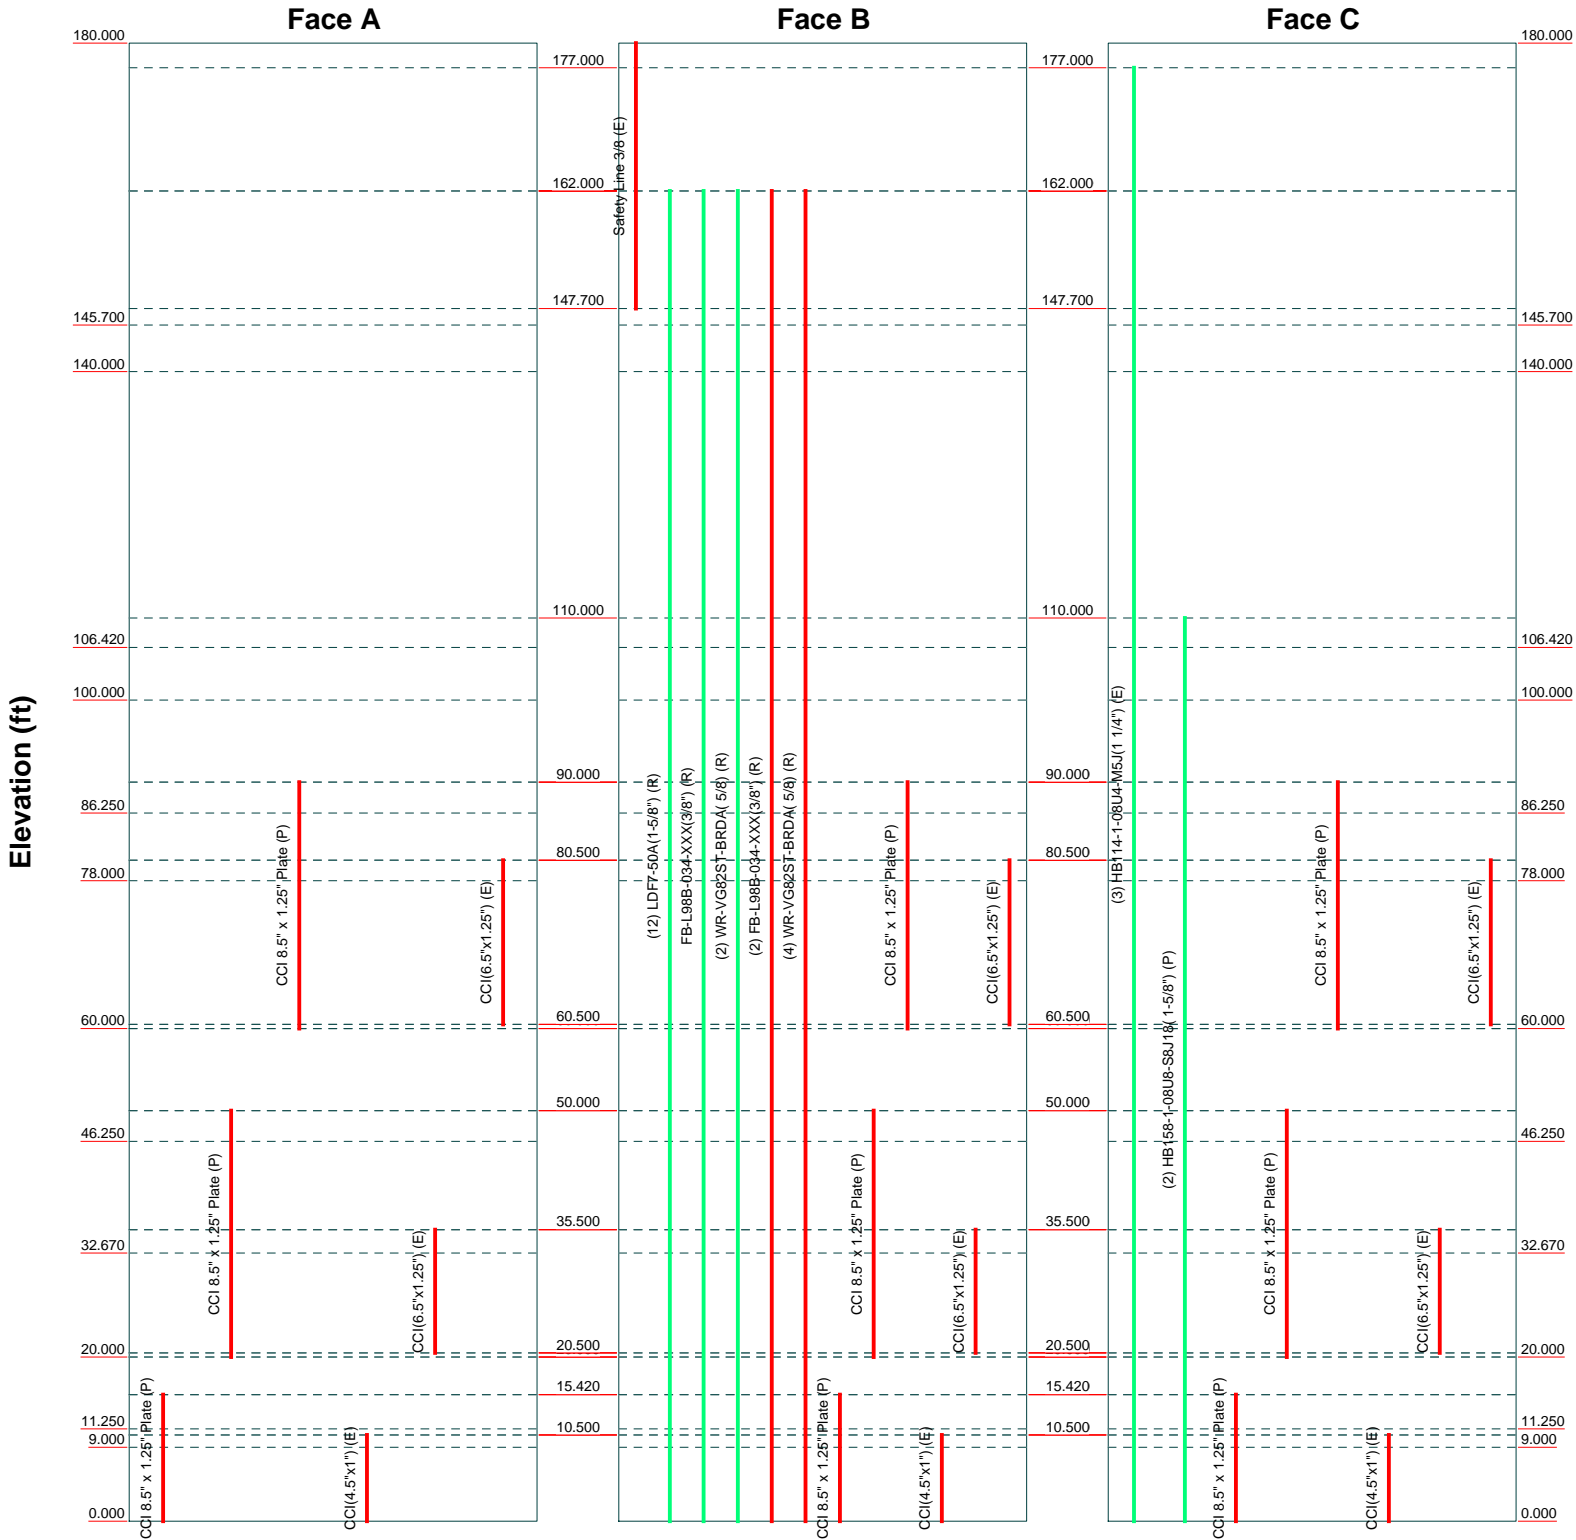 Face A
Face B
Face C
Elevation (ft)
180.000
145.700
140.000
106.420
100.000
86.250
78.000
60.000
46.250
32.670
20.000
11.250
9.000
0.000
CCI 8.5" x 1.25" Plate (P)
CCI 8.5" x 1.25" Plate (P)
CCI 8.5" x 1.25" Plate (P)
CCI(4.5"x1") (E)
CCI(6.5"x1.25") (E)
CCI(6.5"x1.25") (E)
177.000
162.000
147.700
110.000
90.000
80.500
60.500
50.000
35.500
20.500
15.420
10.500
Safety Line 3/8 (E)
(12) LDF7-50A(1-5/8") (R)
FB-L98B-034-XXX(3/8") (R)
(2) WR-VG82ST-BRDA( 5/8) (R)
(2) FB-L98B-034-XXX(3/8") (R)
(4) WR-VG82ST-BRDA( 5/8) (R)
CCI 8.5" x 1.25" Plate (P)
CCI 8.5" x 1.25" Plate (P)
CCI 8.5" x 1.25" Plate (P)
CCI(4.5"x1") (E)
CCI(6.5"x1.25") (E)
CCI(6.5"x1.25") (E)
177.000
162.000
147.700
110.000
90.000
80.500
60.500
50.000
35.500
20.500
15.420
10.500
(3) HB114-1-08U4-M5J(1 1/4") (E)
(2) HB158-1-08U8-S8J18( 1-5/8") (P)
CCI 8.5" x 1.25" Plate (P)
CCI 8.5" x 1.25" Plate (P)
CCI 8.5" x 1.25" Plate (P)
CCI(4.5"x1") (E)
CCI(6.5"x1.25") (E)
CCI(6.5"x1.25") (E)
180.000
145.700
140.000
106.420
100.000
86.250
78.000
60.000
46.250
32.670
20.000
11.250
9.000
0.000